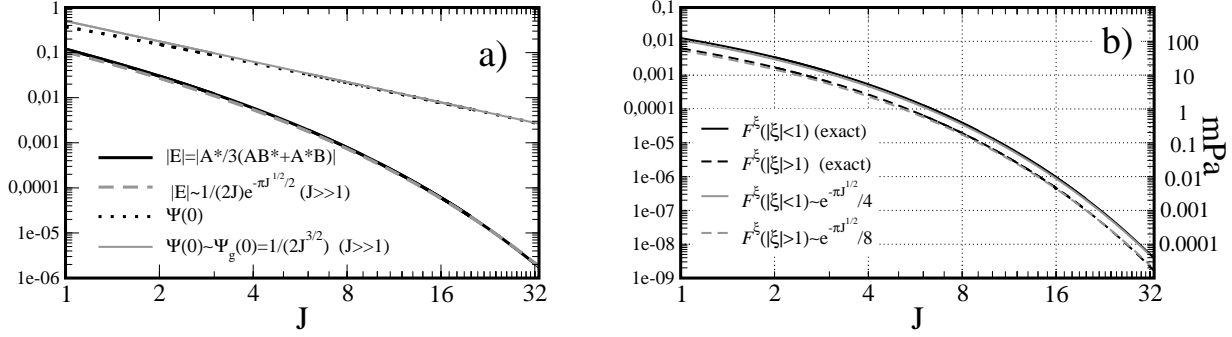 1
0.1
0,01
0,001
0,0001
1e-05
1e-06
a)
|E|=|A*/3(AB*+A*B)|
|E|~1/(2J)e^-πJ^1/2/2 (J>>1)
Ψ(0)
Ψ(0)~Ψ_g(0)=1/(2J^3/2) (J>>1)
1 2 4 8 16 32
J
0,01
0,001
0,0001
1e-05
1e-06
1e-07
1e-08
1e-09
b)
F^ξ(|ξ|<1) (exact)
F^ξ(|ξ|>1) (exact)
F^ξ(|ξ|<1)~e^-πJ^1/2/4
F^ξ(|ξ|>1)~e^-πJ^1/2/8
100
10
1
0.1
0.01
0.001
0.0001
mPa
1 2 4 8 16 32
J